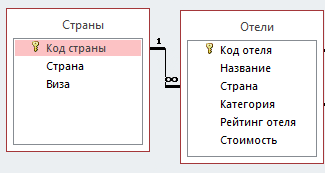 Страны
Код страны
Страна
Виза
1
∞
Отели
Код отеля
Название
Страна
Категория
Рейтинг отеля
Стоимость